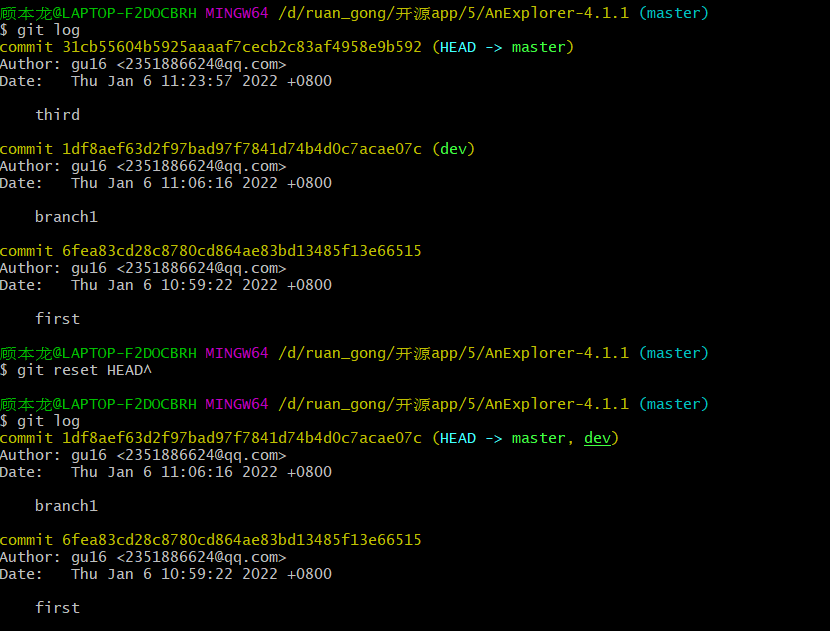 顾本龙@LAPTOP-F2DOCBRH MINGW64 /d/ruan_gong/开源app/5/AnExplorer-4.1.1 (master)
$ git log
commit 31cb55604b5925aaaaf7cecb2c83af4958e9b592 (HEAD -> master)
Author: gu16 <2351886624@qq.com>
Date:   Thu Jan 6 11:23:57 2022 +0800
    third
commit 1df8aef63d2f97bad97f7841d74b4d0c7acae07c (dev)
Author: gu16 <2351886624@qq.com>
Date:   Thu Jan 6 11:06:16 2022 +0800
    branch1
commit 6fea83cd28c8780cd864ae83bd13485f13e66515
Author: gu16 <2351886624@qq.com>
Date:   Thu Jan 6 10:59:22 2022 +0800
    first
顾本龙@LAPTOP-F2DOCBRH MINGW64 /d/ruan_gong/开源app/5/AnExplorer-4.1.1 (master)
$ git reset HEAD^
顾本龙@LAPTOP-F2DOCBRH MINGW64 /d/ruan_gong/开源app/5/AnExplorer-4.1.1 (master)
$ git log
commit 1df8aef63d2f97bad97f7841d74b4d0c7acae07c (HEAD -> master, dev)
Author: gu16 <2351886624@qq.com>
Date:   Thu Jan 6 11:06:16 2022 +0800
    branch1
commit 6fea83cd28c8780cd864ae83bd13485f13e66515
Author: gu16 <2351886624@qq.com>
Date:   Thu Jan 6 10:59:22 2022 +0800
    first